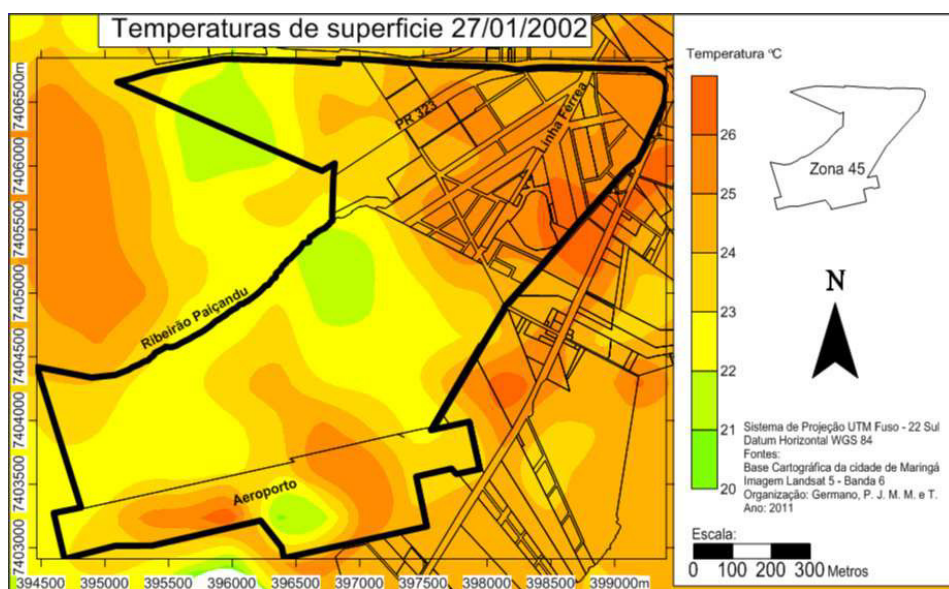 Temperaturas de superficie 27/01/2002
7406500m
7406000
7405500
7405000
7404500
7404000
7403500
7403000
394500
395000
395500
396000
396500
397000
397500
398000
398500
399000m
PR 323
Linha Férrea
Ribeirão Paiçandu
Aeroporto
Temperatura ºC
26
25
24
23
22
21
20
Zona 45
N
Sistema de Projeção UTM Fuso - 22 Sul
Datum Horizontal WGS 84
Fontes:
Base Cartográfica da cidade de Maringá
Imagem Landsat 5 - Banda 6
Organização: Germano, P. J. M. M. e T.
Ano: 2011
Escala:
0 100 200 300 Metros